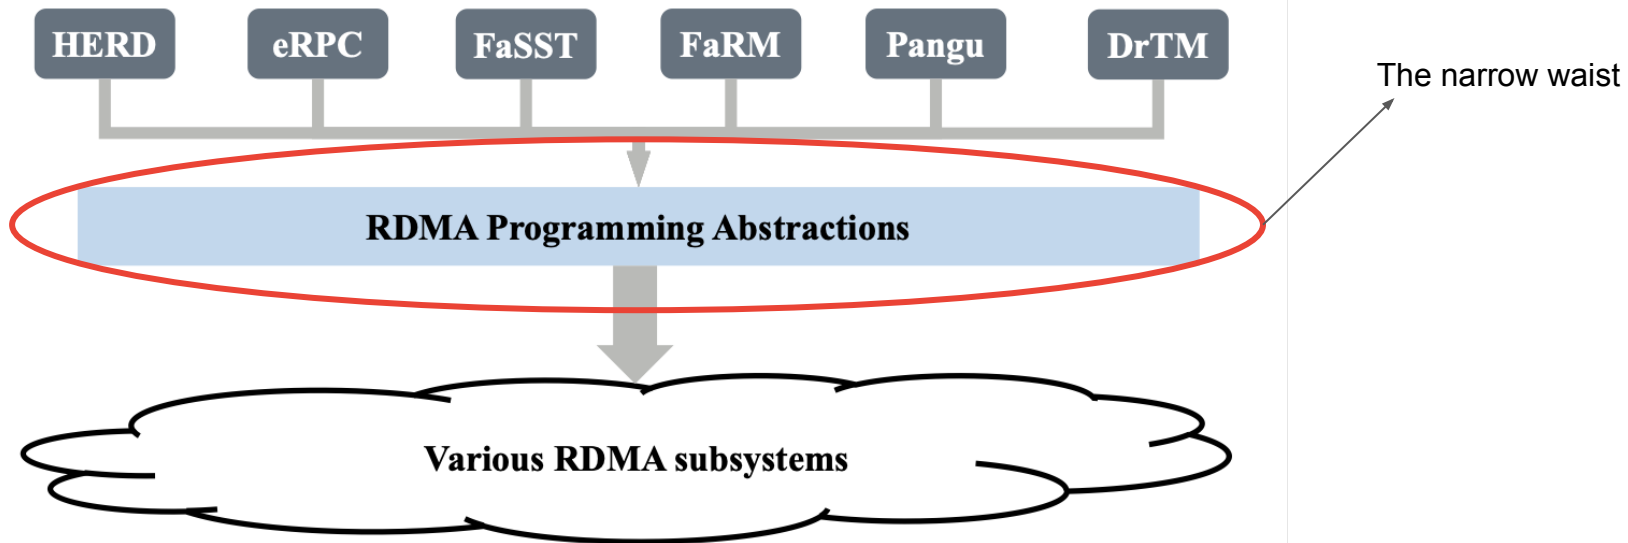 HERD
eRPC
FaSST
FaRM
Pangu
DrTM
The narrow waist
RDMA Programming Abstractions
Various RDMA subsystems